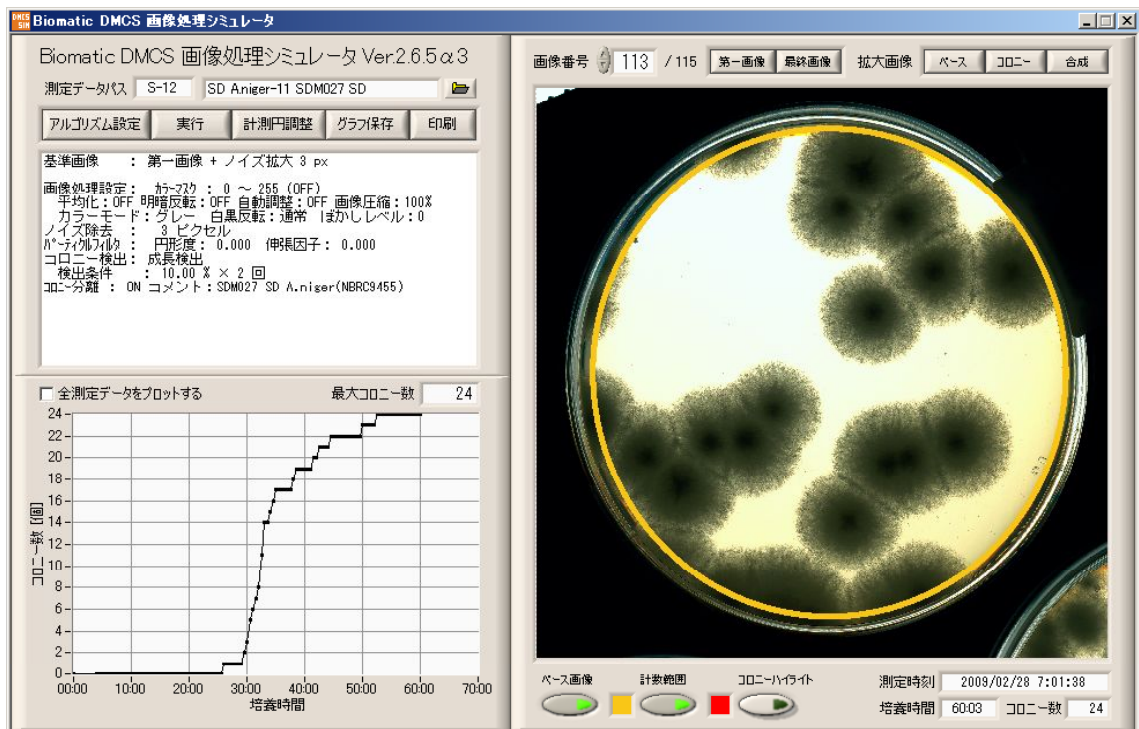 Biomatic DMCS 画像処理シミュレータ
Biomatic DMCS 画像処理シミュレータ Ver.2.6.5α3
測定データパス S-12 SD A.niger-11 SDM027 SD
アルゴリズム設定 実行 計測円調整 グラフ保存 印刷
基準画像 : 第一画像 + ノイズ拡大 3 px
画像処理設定: カラーマスク : 0 ～ 255 (OFF)
平均化:OFF 明暗反転:OFF 自動調整:OFF 画像圧縮:100%
カラーモード:グレー 白黒反転:通常 ぼかしレベル:0
ノイズ除去 : 3 ピクセル
パーティクルフィルタ : 円形度: 0.000 伸張因子: 0.000
コロニー検出: 成長検出
検出条件 : 10.00 % × 2 回
コロニー分離 : ON コメント:SDM027 SD A.niger(NBRC9455)
全測定データをプロットする 最大コロニー数 24
24
22
20
18
16
14
12
10
8
6
4
2
0
コロニー数 [個]
00:00 10:00 20:00 30:00 40:00 50:00 60:00 70:00
培養時間
画像番号 113 / 115 第一画像 最終画像 拡大画像 ベース コロニー 合成
ベース画像 計数範囲 コロニーハイライト
測定時刻 2009/02/28 7:01:38
培養時間 60:03 コロニー数 24